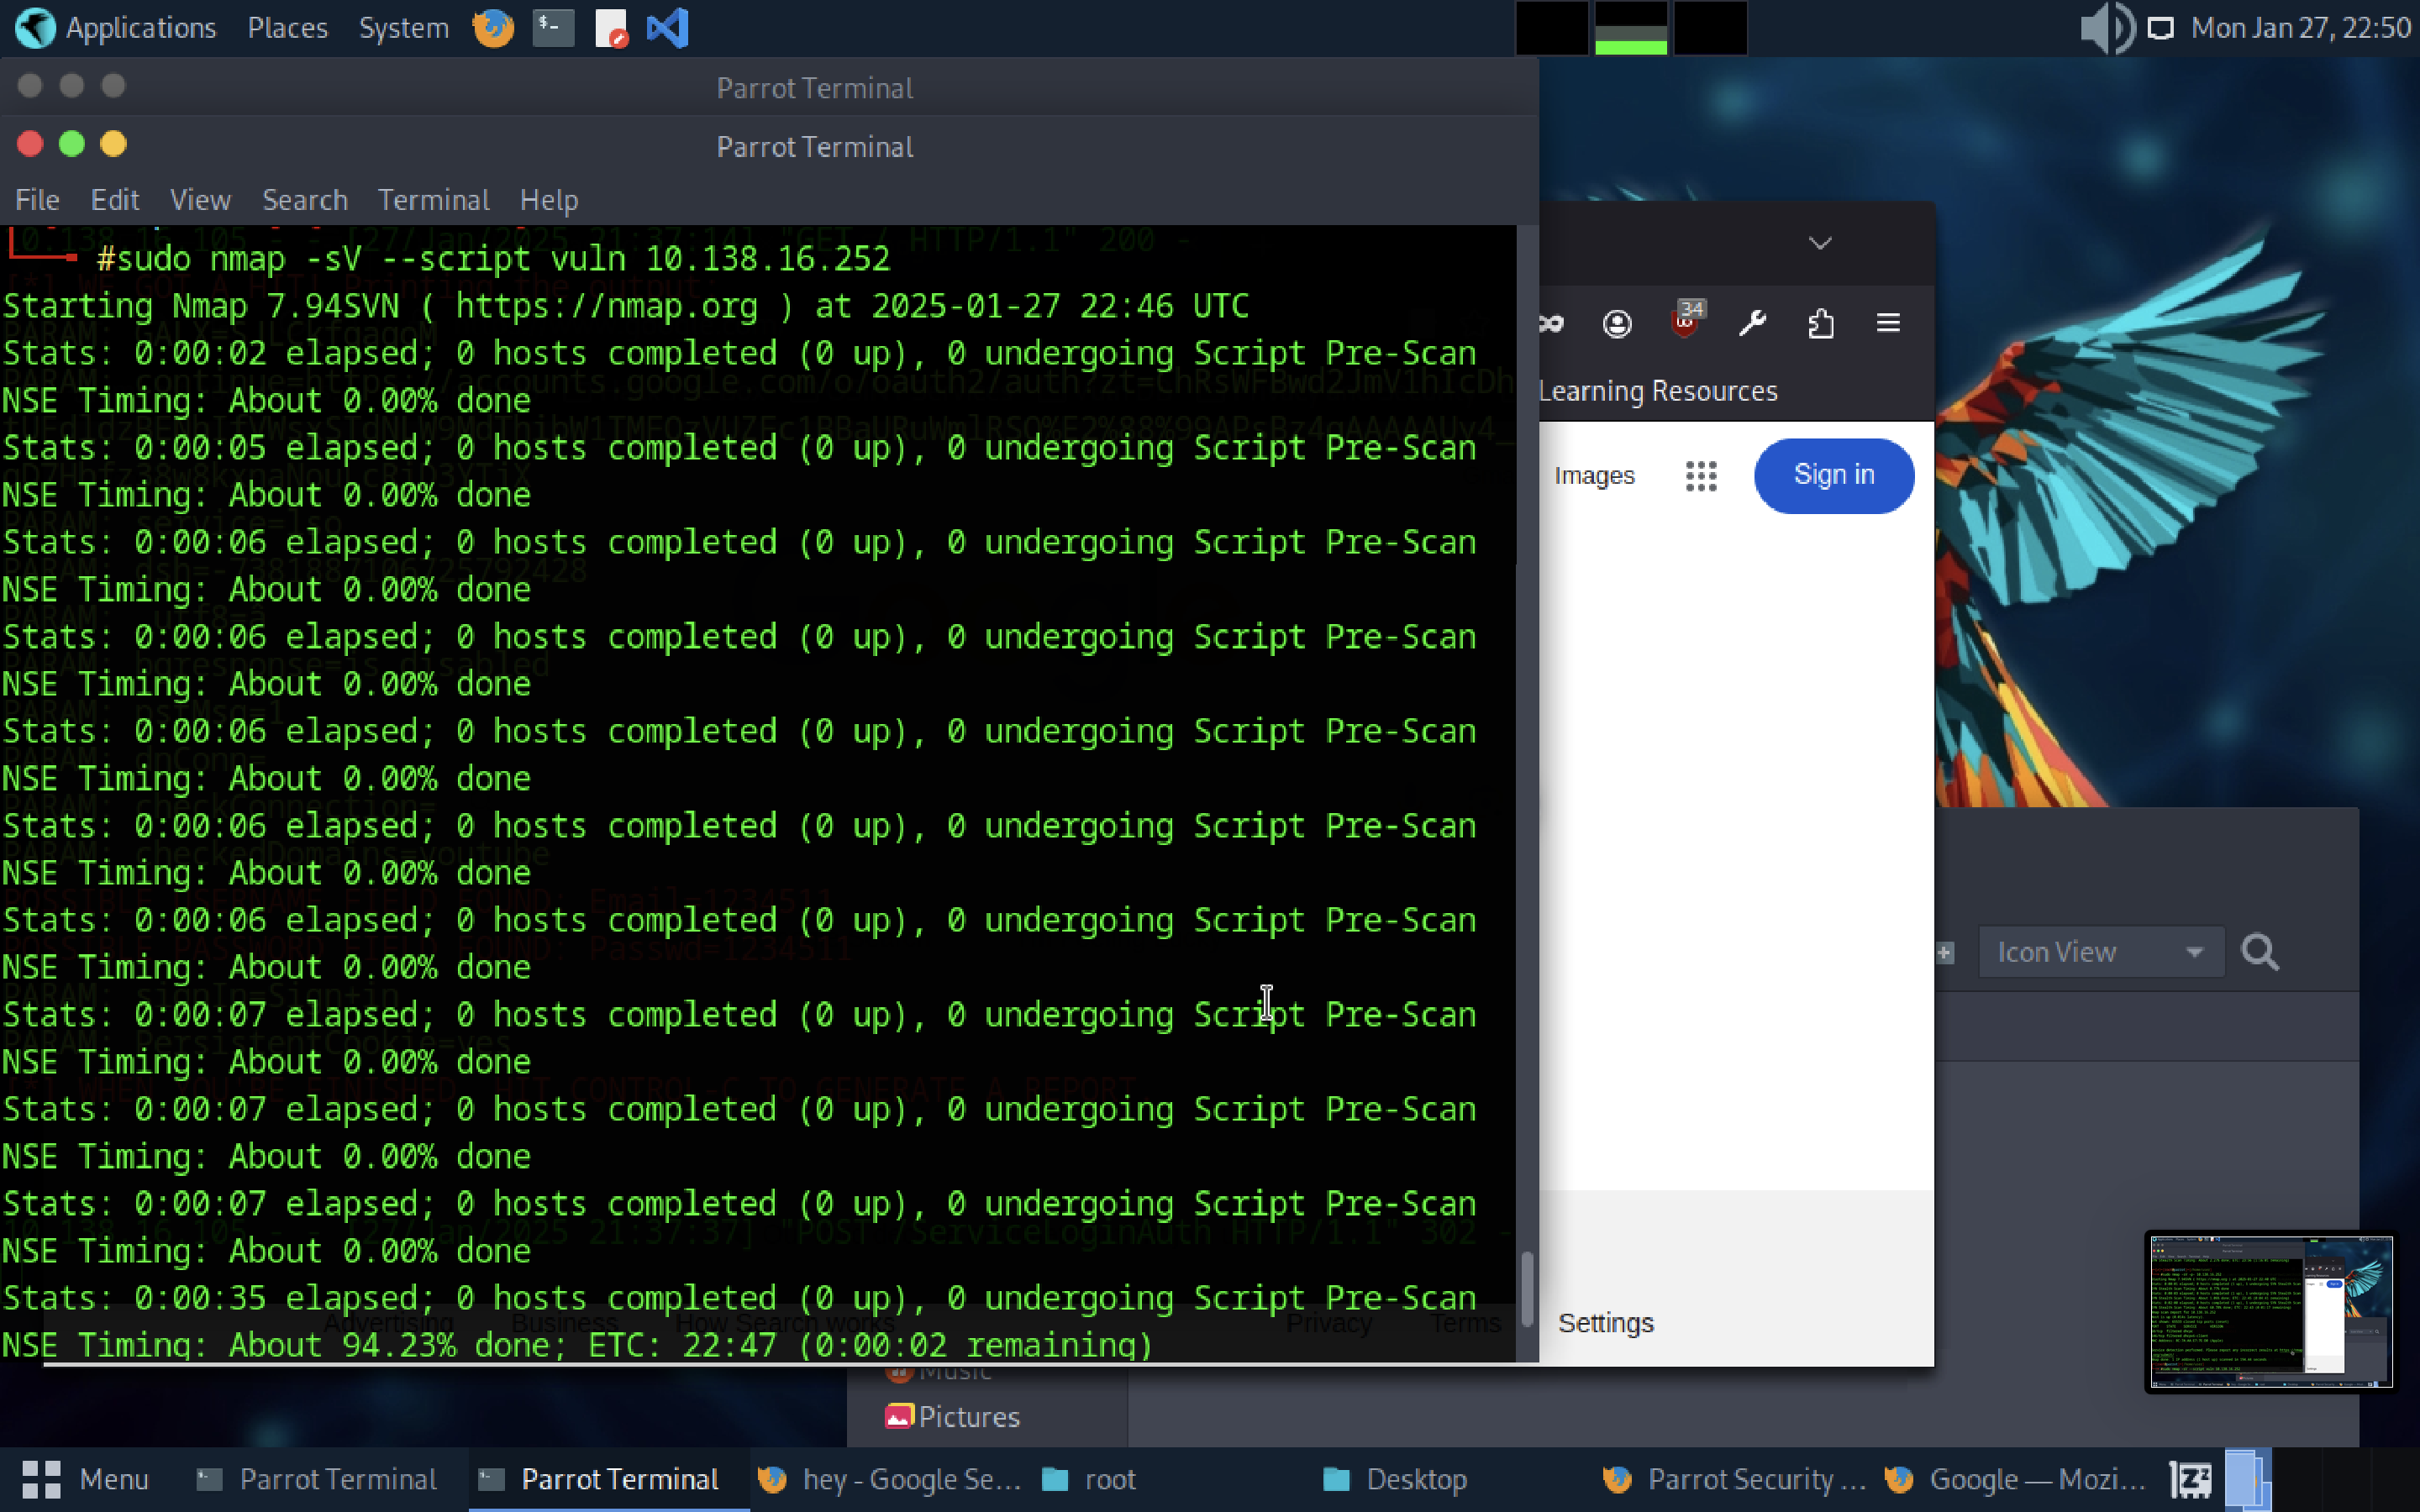 Applications Places System
Mon Jan 27, 22:50
Parrot Terminal
Parrot Terminal
File Edit View Search Terminal Help
#sudo nmap -sV --script vuln 10.138.16.252
Starting Nmap 7.94SVN ( https://nmap.org ) at 2025-01-27 22:46 UTC
Stats: 0:00:02 elapsed; 0 hosts completed (0 up), 0 undergoing Script Pre-Scan
NSE Timing: About 0.00% done
Stats: 0:00:05 elapsed; 0 hosts completed (0 up), 0 undergoing Script Pre-Scan
NSE Timing: About 0.00% done
Stats: 0:00:06 elapsed; 0 hosts completed (0 up), 0 undergoing Script Pre-Scan
NSE Timing: About 0.00% done
Stats: 0:00:06 elapsed; 0 hosts completed (0 up), 0 undergoing Script Pre-Scan
NSE Timing: About 0.00% done
Stats: 0:00:06 elapsed; 0 hosts completed (0 up), 0 undergoing Script Pre-Scan
NSE Timing: About 0.00% done
Stats: 0:00:06 elapsed; 0 hosts completed (0 up), 0 undergoing Script Pre-Scan
NSE Timing: About 0.00% done
Stats: 0:00:06 elapsed; 0 hosts completed (0 up), 0 undergoing Script Pre-Scan
NSE Timing: About 0.00% done
Stats: 0:00:07 elapsed; 0 hosts completed (0 up), 0 undergoing Script Pre-Scan
NSE Timing: About 0.00% done
Stats: 0:00:07 elapsed; 0 hosts completed (0 up), 0 undergoing Script Pre-Scan
NSE Timing: About 0.00% done
Stats: 0:00:07 elapsed; 0 hosts completed (0 up), 0 undergoing Script Pre-Scan
NSE Timing: About 0.00% done
Stats: 0:00:35 elapsed; 0 hosts completed (0 up), 0 undergoing Script Pre-Scan
NSE Timing: About 94.23% done; ETC: 22:47 (0:00:02 remaining)
34
Learning Resources
Images
Sign in
Icon View
Advertising Business How Search works Privacy Terms Settings
Music
Pictures
Menu Parrot Terminal Parrot Terminal hey - Google Se... root Desktop Parrot Security ... Google — Mozi...